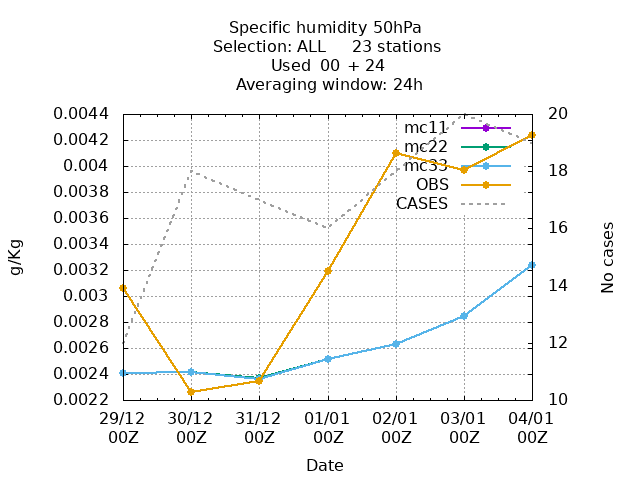 Specific humidity 50hPa
Selection: ALL 23 stations
Used 00 + 24
Averaging window: 24h
0.0044
0.0042
0.004
0.0038
0.0036
0.0034
0.0032
0.003
0.0028
0.0026
0.0024
0.0022
g/Kg
mc11
mc22
mc33
OBS
CASES
20
18
16
14
12
10
No cases
29/12 30/12 31/12 01/01 02/01 03/01 04/01
00Z 00Z 00Z 00Z 00Z 00Z 00Z
Date